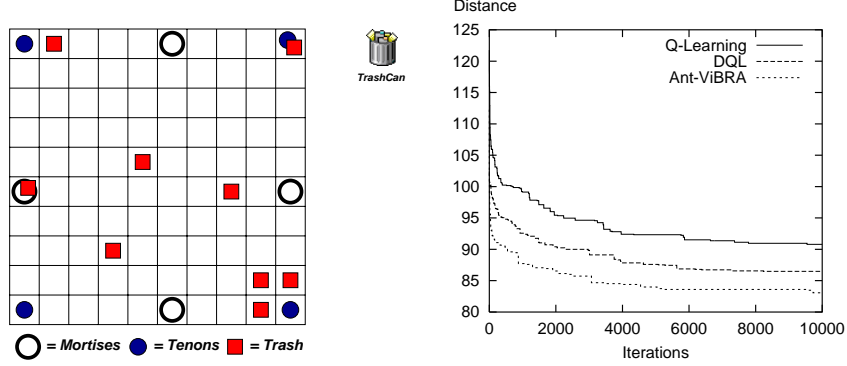 TrashCan
= Mortises = Tenons = Trash
Distance
125
120
115
110
105
100
95
90
85
80
0 2000 4000 6000 8000 10000
Iterations
Q-Learning
DQL
Ant-ViBRA